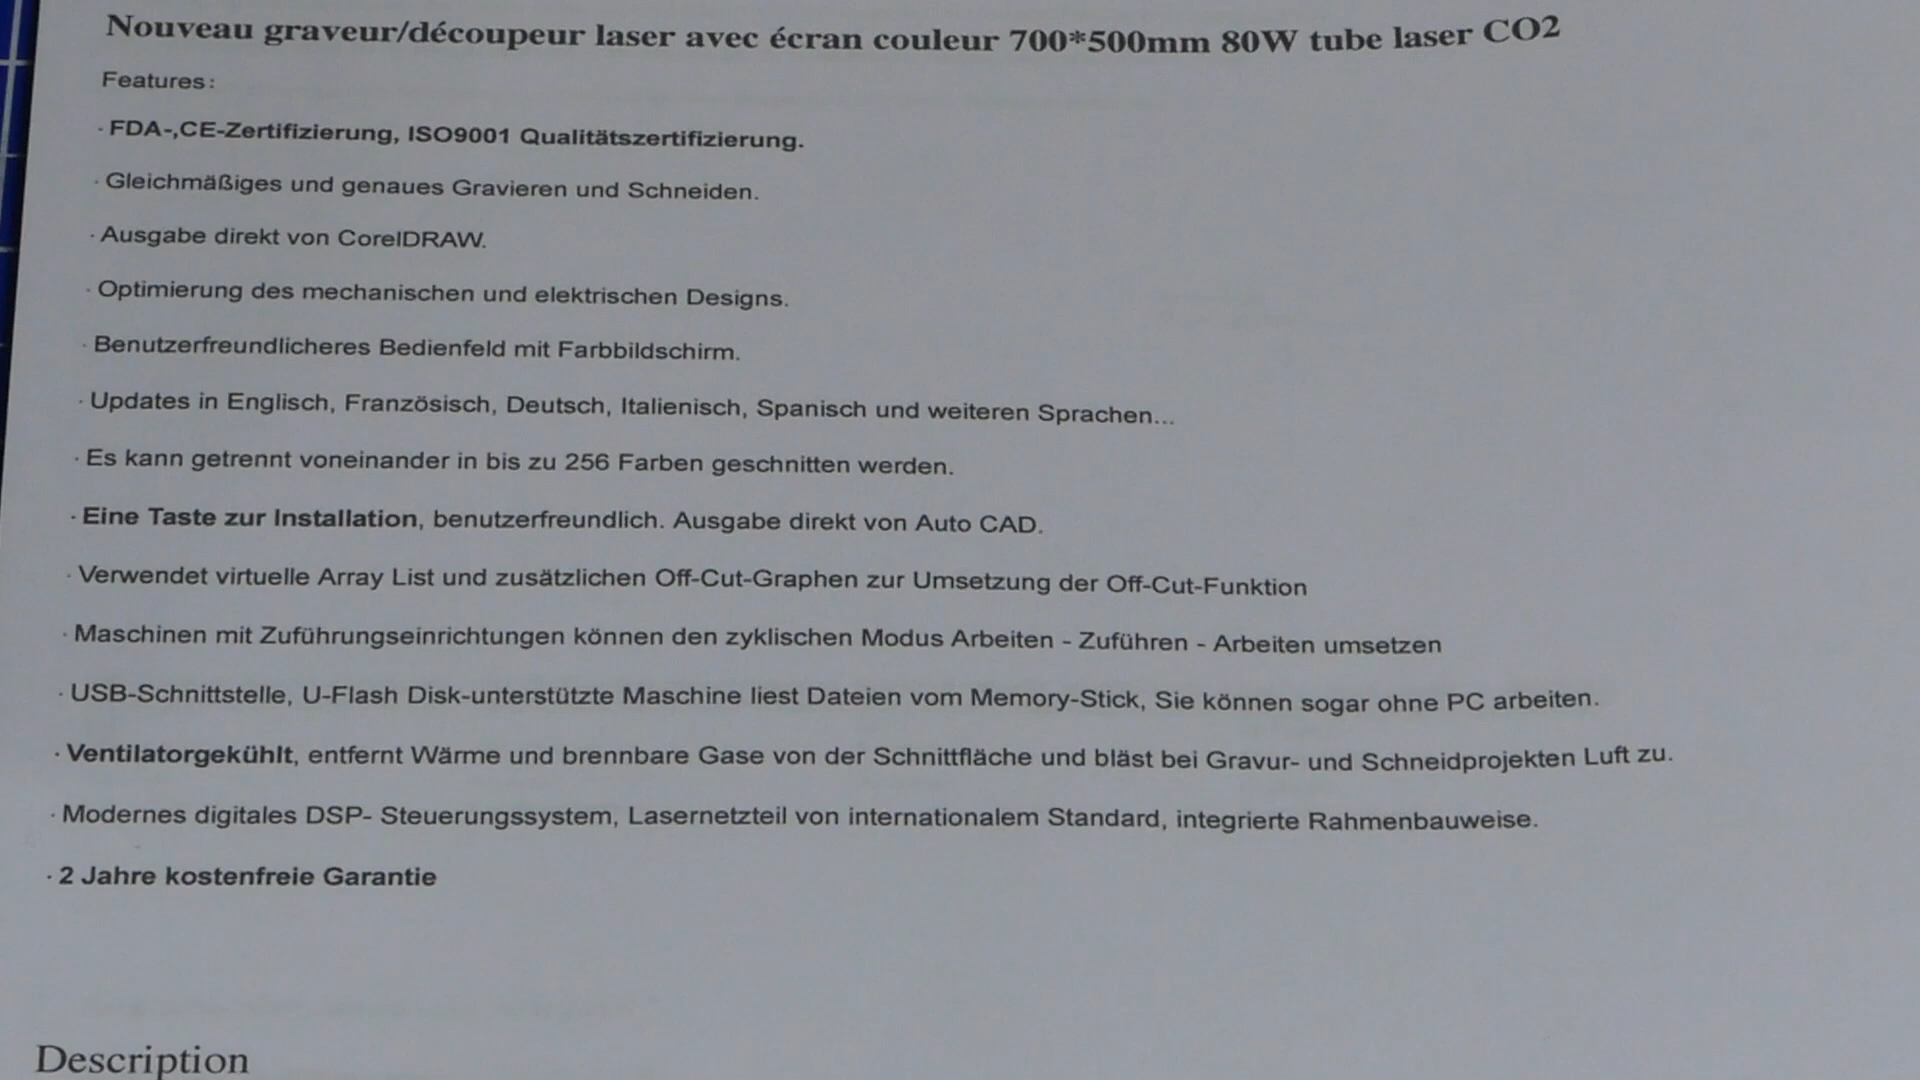 Nouveau graveur/découpeur laser avec écran couleur 700*500mm 80W tube laser CO2
Features:
· FDA-,CE-Zertifizierung, ISO9001 Qualitätszertifizierung.
· Gleichmäßiges und genaues Gravieren und Schneiden.
· Ausgabe direkt von CorelDRAW.
· Optimierung des mechanischen und elektrischen Designs.
· Benutzerfreundlicheres Bedienfeld mit Farbbildschirm.
· Updates in Englisch, Französisch, Deutsch, Italienisch, Spanisch und weiteren Sprachen...
· Es kann getrennt voneinander in bis zu 256 Farben geschnitten werden.
· Eine Taste zur Installation, benutzerfreundlich. Ausgabe direkt von Auto CAD.
· Verwendet virtuelle Array List und zusätzlichen Off-Cut-Graphen zur Umsetzung der Off-Cut-Funktion
· Maschinen mit Zuführungseinrichtungen können den zyklischen Modus Arbeiten - Zuführen - Arbeiten umsetzen
· USB-Schnittstelle, U-Flash Disk-unterstützte Maschine liest Dateien vom Memory-Stick, Sie können sogar ohne PC arbeiten.
· Ventilatorgekühlt, entfernt Wärme und brennbare Gase von der Schnittfläche und bläst bei Gravur- und Schneidprojekten Luft zu.
· Modernes digitales DSP- Steuerungssystem, Lasernetzteil von internationalem Standard, integrierte Rahmenbauweise.
· 2 Jahre kostenfreie Garantie
Description